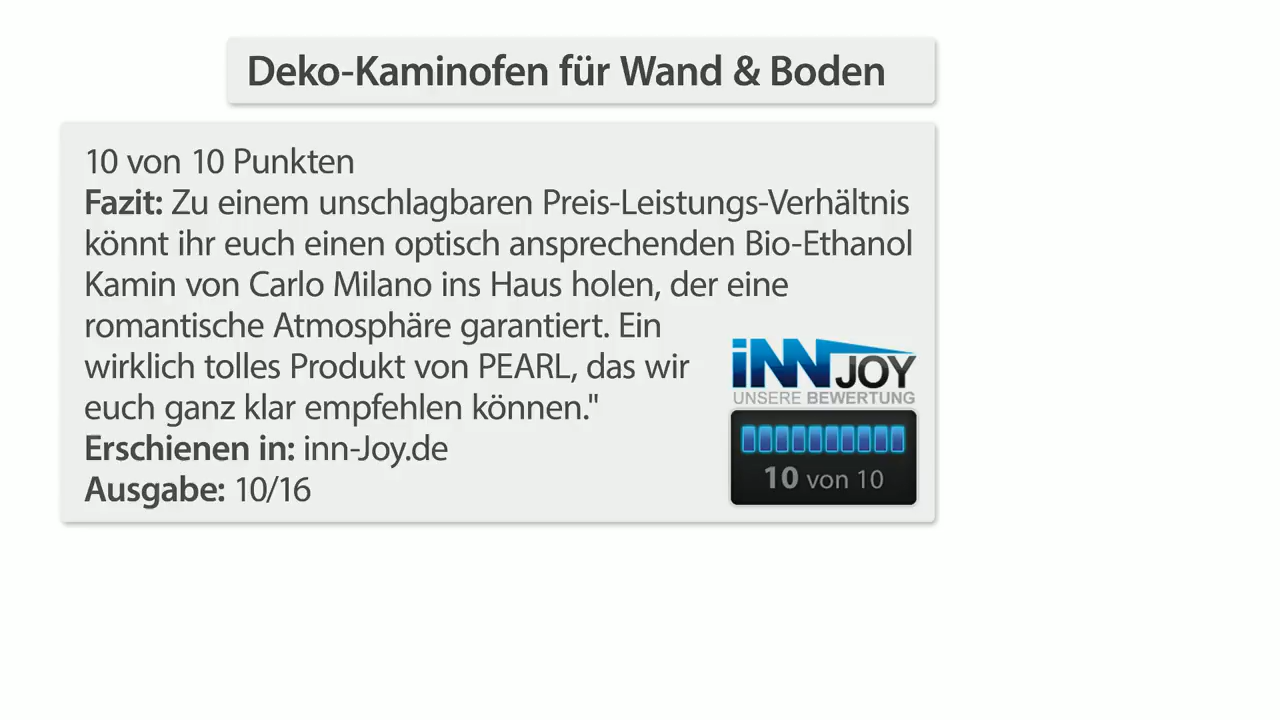 Deko-Kaminofen für Wand & Boden
10 von 10 Punkten
Fazit: Zu einem unschlagbaren Preis-Leistungs-Verhältnis
könnt ihr euch einen optisch ansprechenden Bio-Ethanol
Kamin von Carlo Milano ins Haus holen, der eine
romantische Atmosphäre garantiert. Ein
wirklich tolles Produkt von PEARL, das wir
euch ganz klar empfehlen können."
Erschienen in: inn-Joy.de
Ausgabe: 10/16
iNNJOY
UNSERE BEWERTUNG
10 von 10